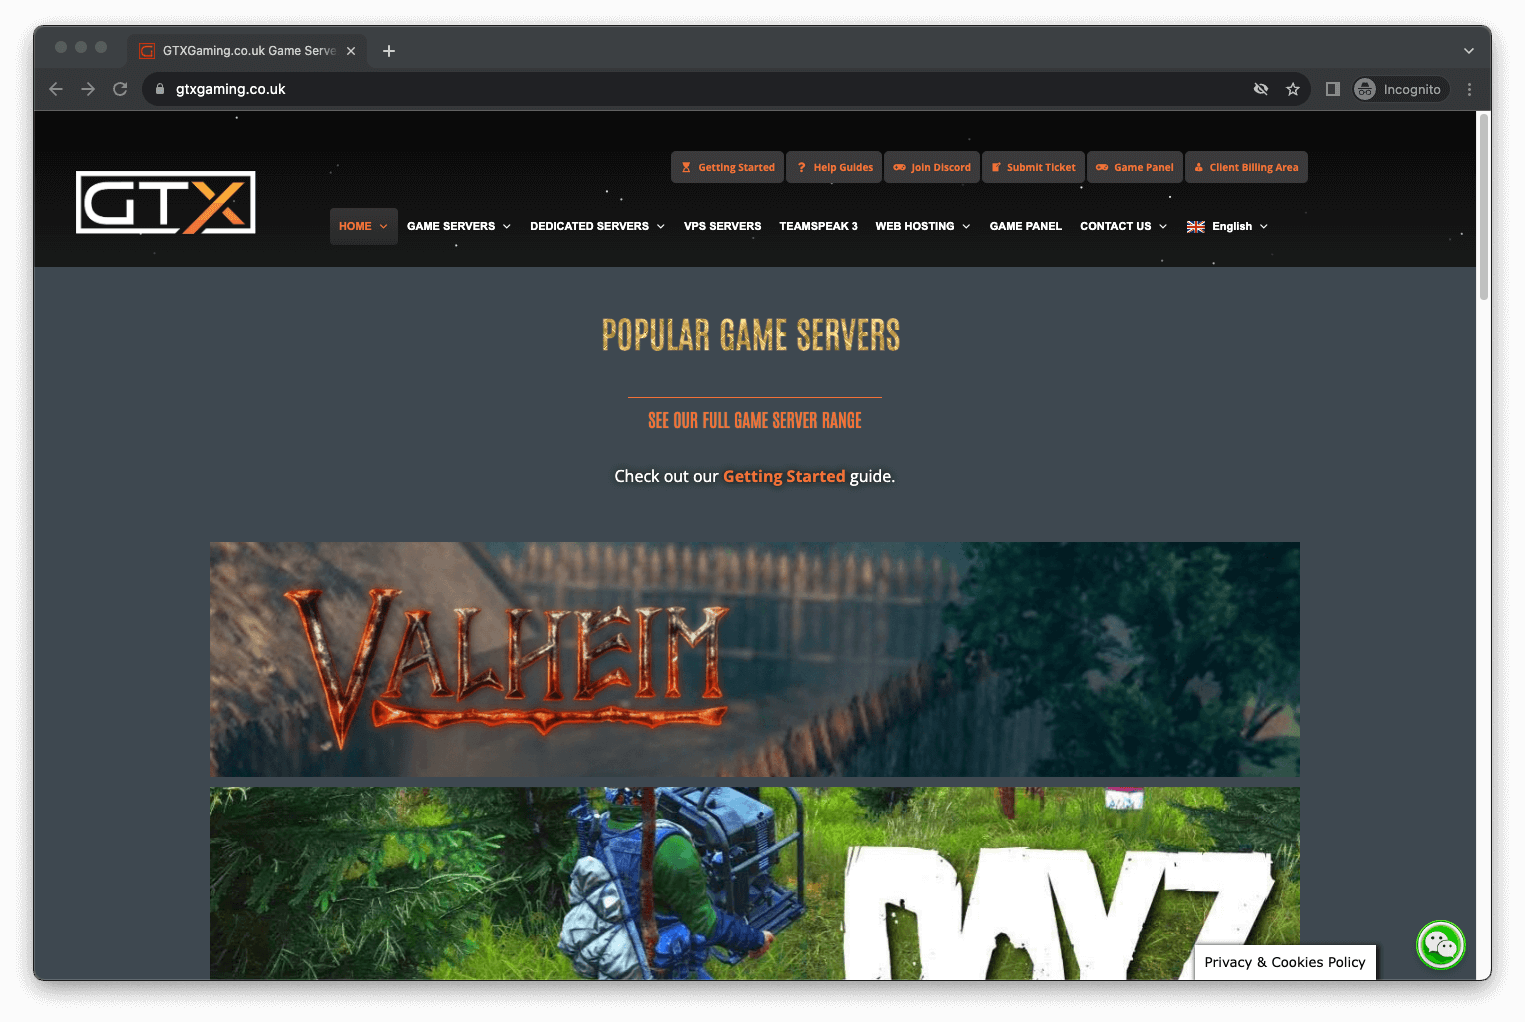 GTXGaming.co.uk Game Serve
gtxgaming.co.uk
Incognito
Getting Started
Help Guides
Join Discord
Submit Ticket
Game Panel
Client Billing Area
GTX
HOME
GAME SERVERS
DEDICATED SERVERS
VPS SERVERS
TEAMSPEAK 3
WEB HOSTING
GAME PANEL
CONTACT US
English
POPULAR GAME SERVERS
SEE OUR FULL GAME SERVER RANGE
Check out our Getting Started guide.
VALHEIM
DAYZ
Privacy & Cookies Policy